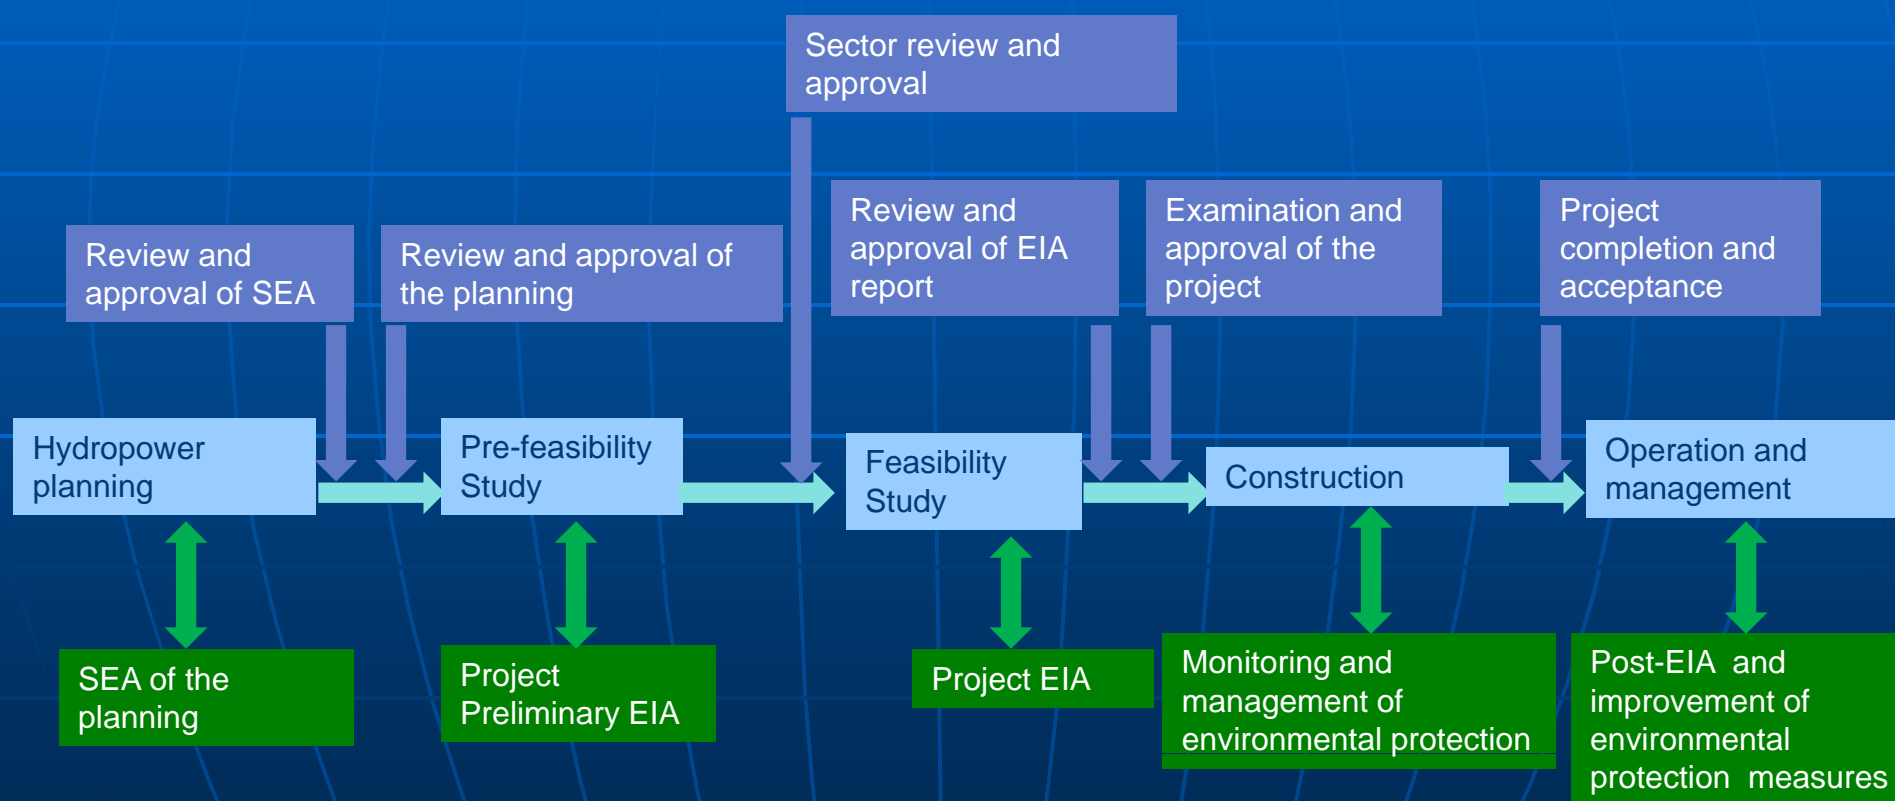 Sector review and
approval
Review and
approval of SEA
Review and approval of
the planning
Review and
approval of EIA
report
Examination and
approval of the
project
Project
completion and
acceptance
Hydropower
planning
Pre-feasibility
Study
Feasibility
Study
Construction
Operation and
management
SEA of the
planning
Project
Preliminary EIA
Project EIA
Monitoring and
management of
environmental protection
Post-EIA and
improvement of
environmental
protection measures